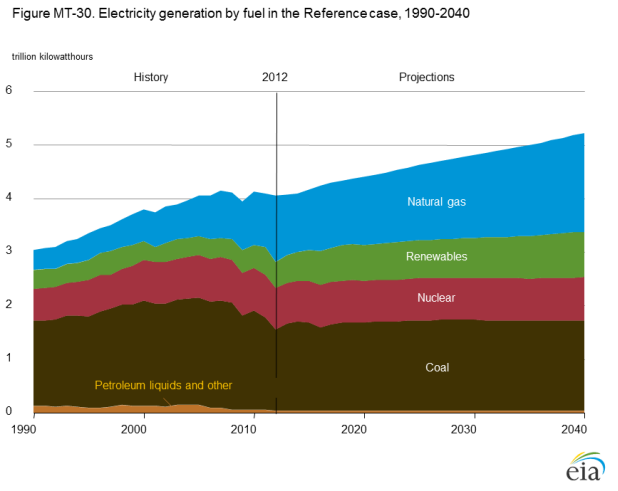 Figure MT-30. Electricity generation by fuel in the Reference case, 1990-2040
trillion kilowatthours
History 2012 Projections
6
5
4
3
2
1
0
Natural gas
Renewables
Nuclear
Coal
Petroleum liquids and other
1990 2000 2010 2020 2030 2040
eia